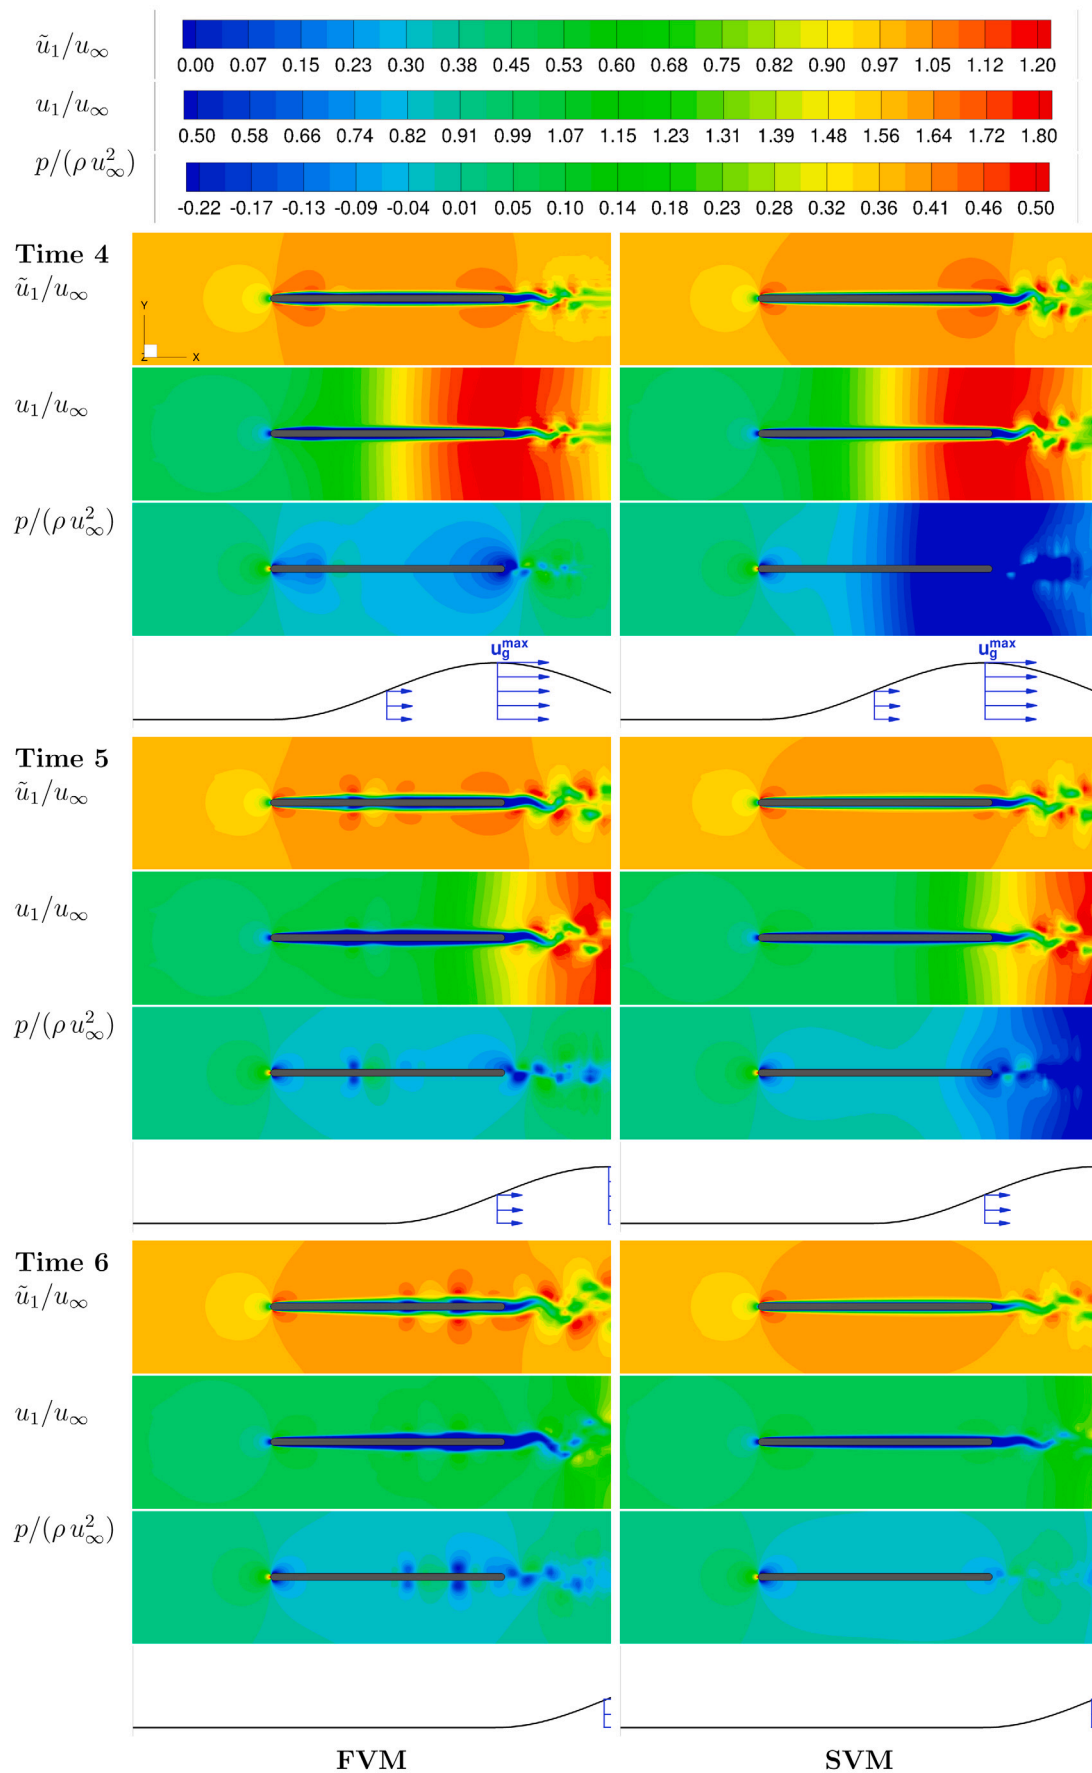 ũ₁/u∞
0.00 0.07 0.15 0.23 0.30 0.38 0.45 0.53 0.60 0.68 0.75 0.82 0.90 0.97 1.05 1.12 1.20
u₁/u∞
0.50 0.58 0.66 0.74 0.82 0.91 0.99 1.07 1.15 1.23 1.31 1.39 1.48 1.56 1.64 1.72 1.80
p/(ρ u²∞)
-0.22 -0.17 -0.13 -0.09 -0.04 0.01 0.05 0.10 0.14 0.18 0.23 0.28 0.32 0.36 0.41 0.46 0.50
Time 4
ũ₁/u∞
Y
Z X
u₁/u∞
p/(ρ u²∞)
u_g^max u_g^max
Time 5
ũ₁/u∞
u₁/u∞
p/(ρ u²∞)
Time 6
ũ₁/u∞
u₁/u∞
p/(ρ u²∞)
FVM SVM